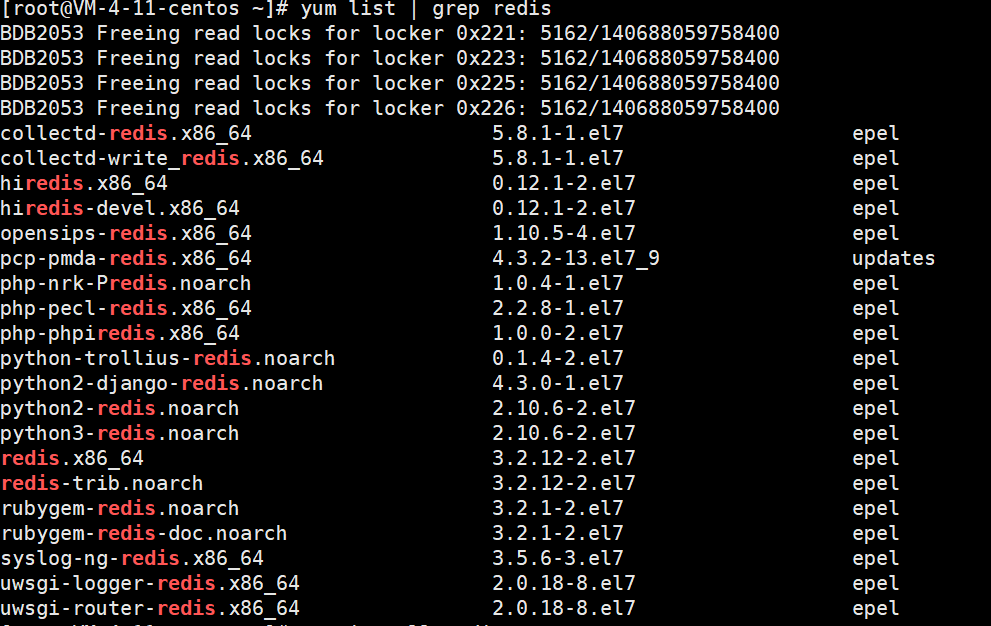 [root@VM-4-11-centos ~]# yum list | grep redis
BDB2053 Freeing read locks for locker 0x221: 5162/140688059758400
BDB2053 Freeing read locks for locker 0x223: 5162/140688059758400
BDB2053 Freeing read locks for locker 0x225: 5162/140688059758400
BDB2053 Freeing read locks for locker 0x226: 5162/140688059758400
collectd-redis.x86_64 5.8.1-1.el7 epel
collectd-write_redis.x86_64 5.8.1-1.el7 epel
hiredis.x86_64 0.12.1-2.el7 epel
hiredis-devel.x86_64 0.12.1-2.el7 epel
opensips-redis.x86_64 1.10.5-4.el7 epel
pcp-pmda-redis.x86_64 4.3.2-13.el7_9 updates
php-nrk-Predis.noarch 1.0.4-1.el7 epel
php-pecl-redis.x86_64 2.2.8-1.el7 epel
php-phpiredis.x86_64 1.0.0-2.el7 epel
python-trollius-redis.noarch 0.1.4-2.el7 epel
python2-django-redis.noarch 4.3.0-1.el7 epel
python2-redis.noarch 2.10.6-2.el7 epel
python3-redis.noarch 2.10.6-2.el7 epel
redis.x86_64 3.2.12-2.el7 epel
redis-trib.noarch 3.2.12-2.el7 epel
rubygem-redis.noarch 3.2.1-2.el7 epel
rubygem-redis-doc.noarch 3.2.1-2.el7 epel
syslog-ng-redis.x86_64 3.5.6-3.el7 epel
uwsgi-logger-redis.x86_64 2.0.18-8.el7 epel
uwsgi-router-redis.x86_64 2.0.18-8.el7 epel